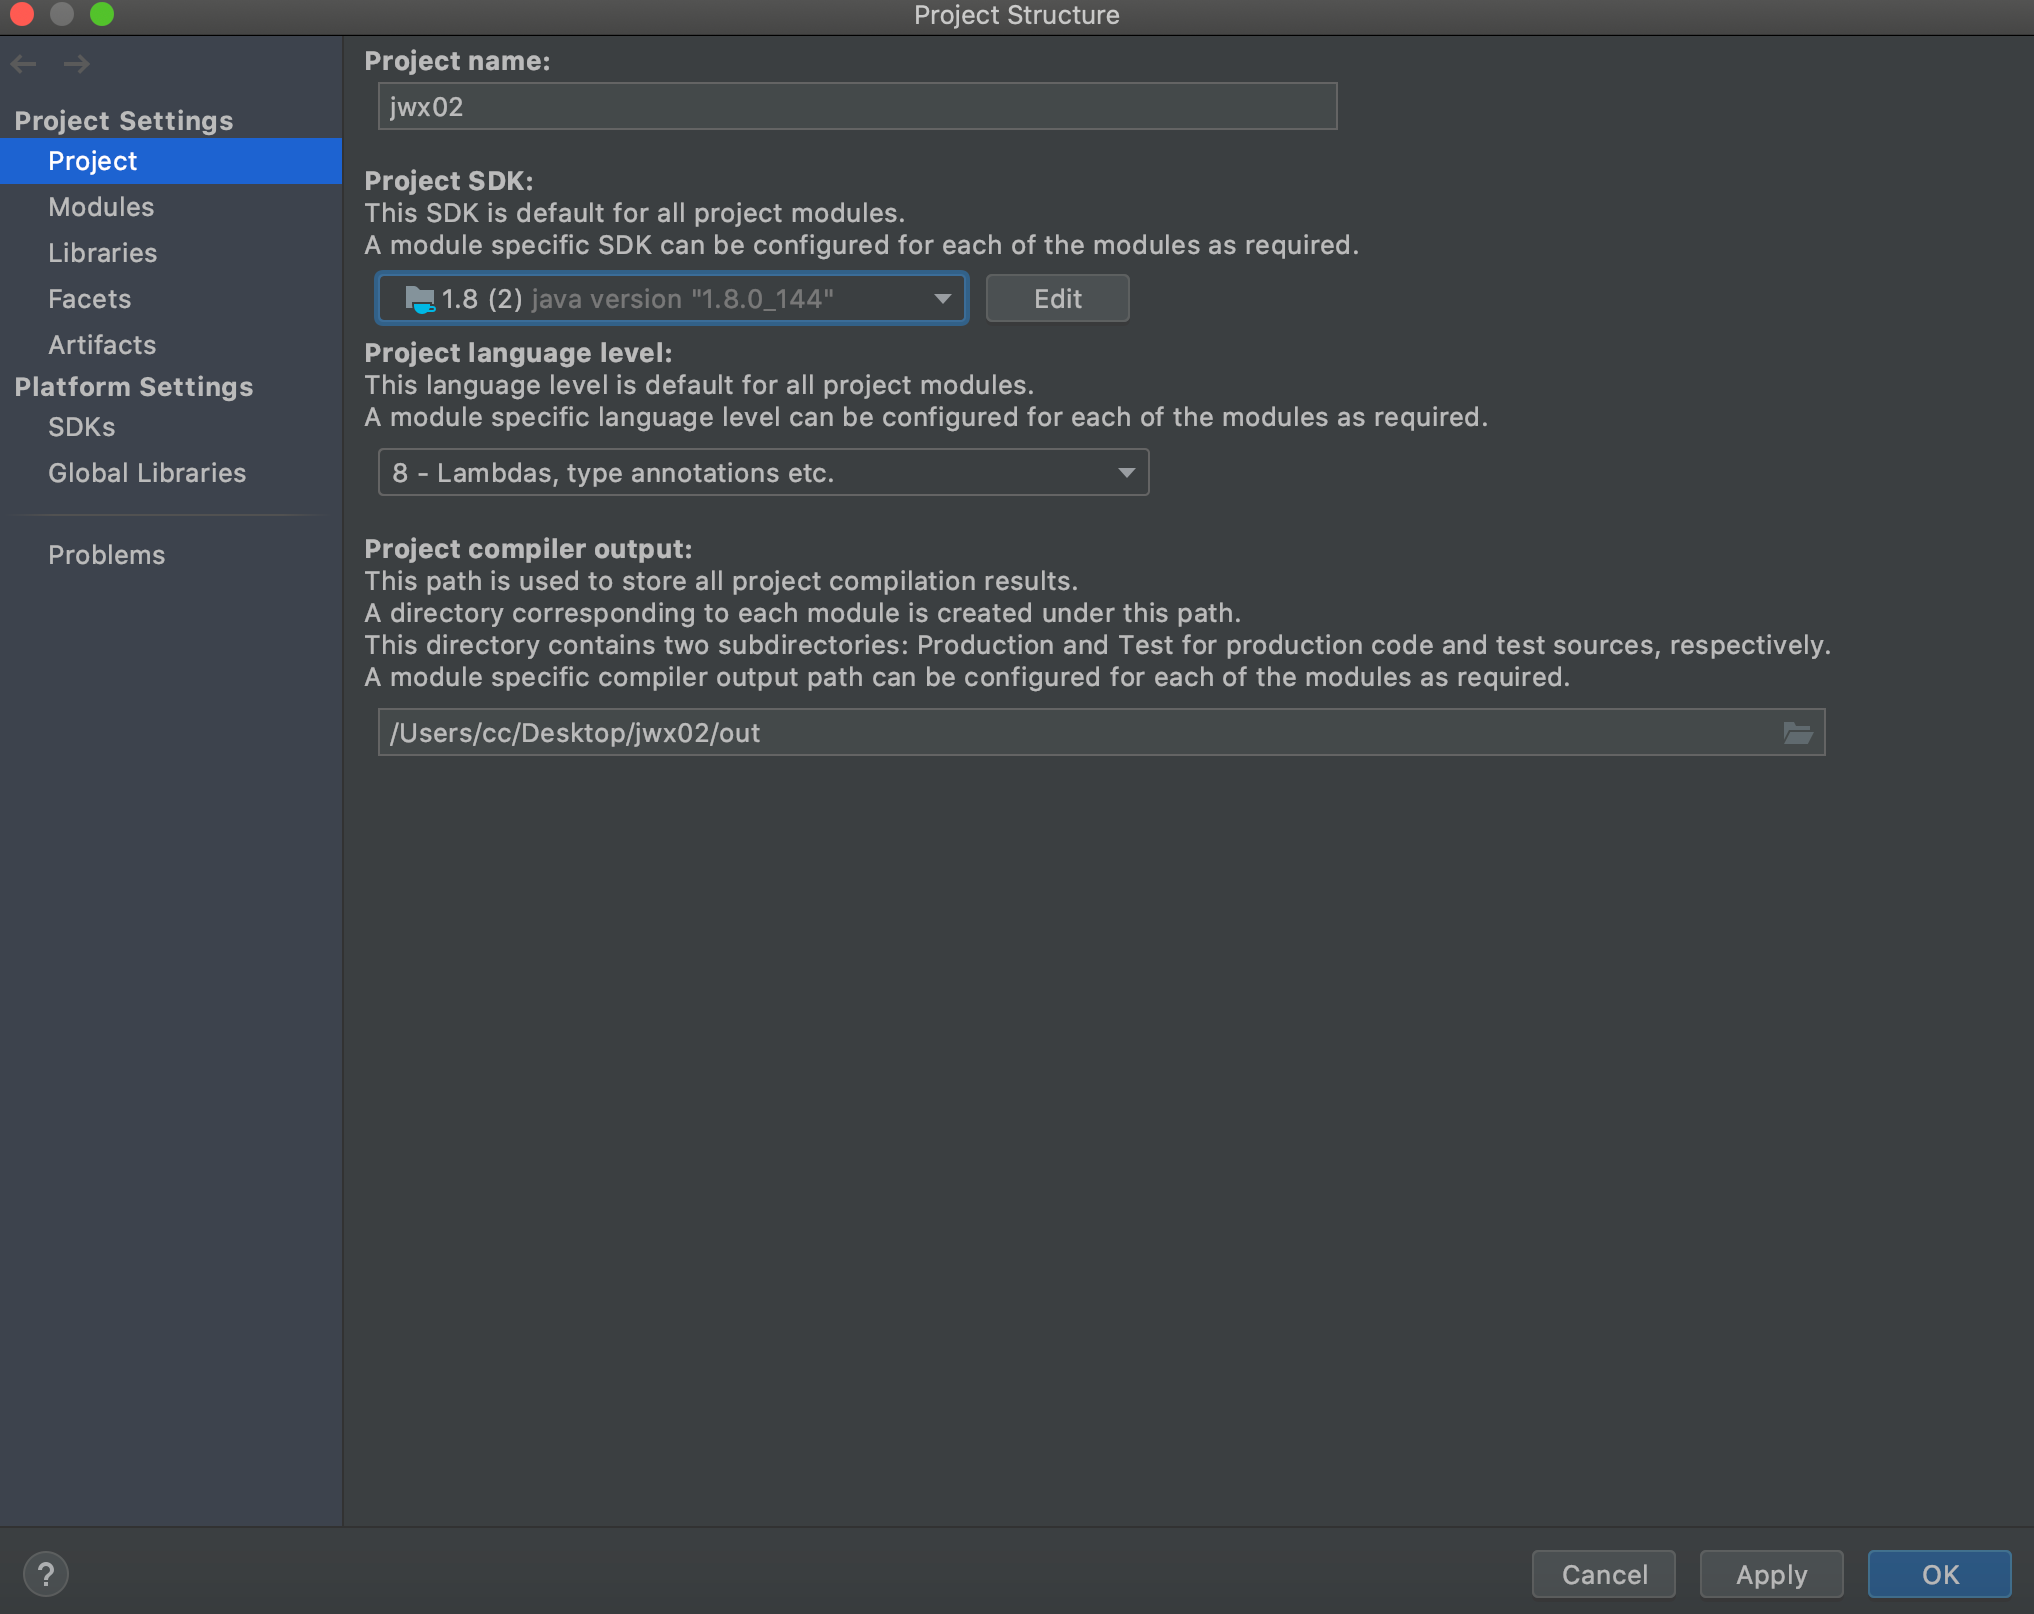 Project Structure
Project Settings
Project
Modules
Libraries
Facets
Artifacts
Platform Settings
SDKs
Global Libraries
Problems
Project name:
jwx02
Project SDK:
This SDK is default for all project modules.
A module specific SDK can be configured for each of the modules as required.
1.8 (2) java version "1.8.0_144"
Edit
Project language level:
This language level is default for all project modules.
A module specific language level can be configured for each of the modules as required.
8 - Lambdas, type annotations etc.
Project compiler output:
This path is used to store all project compilation results.
A directory corresponding to each module is created under this path.
This directory contains two subdirectories: Production and Test for production code and test sources, respectively.
A module specific compiler output path can be configured for each of the modules as required.
/Users/cc/Desktop/jwx02/out
?
Cancel
Apply
OK